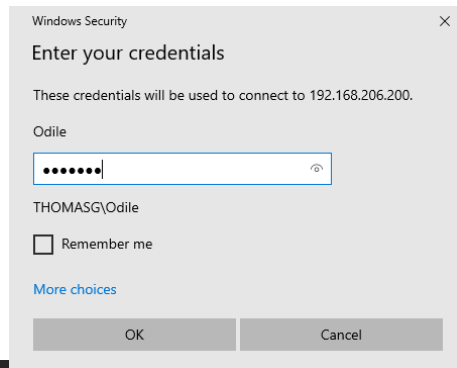 Windows Security
Enter your credentials
These credentials will be used to connect to 192.168.206.200.
Odile
•••••••
THOMASG\Odile
Remember me
More choices
OK
Cancel